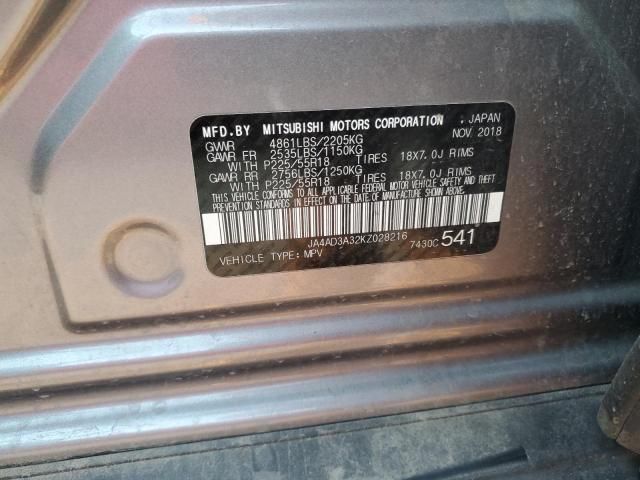 MFD.BY MITSUBISHI MOTORS CORPORATION , JAPAN
GVWR 4861LBS/2205KG NOV 2018
GAWR FR 2535LBS/1150KG
WITH P225/55R18 TIRES 18X7.0J RIMS
GAWR RR 2756LBS/1250KG
WITH P225/55R18 TIRES 18X7.0J RIMS
THIS VEHICLE CONFORMS TO ALL APPLICABLE FEDERAL MOTOR VEHICLE SAFETY, BUMPER AND THEFT
PREVENTION STANDARDS IN EFFECT ON THE DATE OF MANUFACTURE SHOWN ABOVE.
JA4AD3A32KZ028216
VEHICLE TYPE: MPV 7430C 541